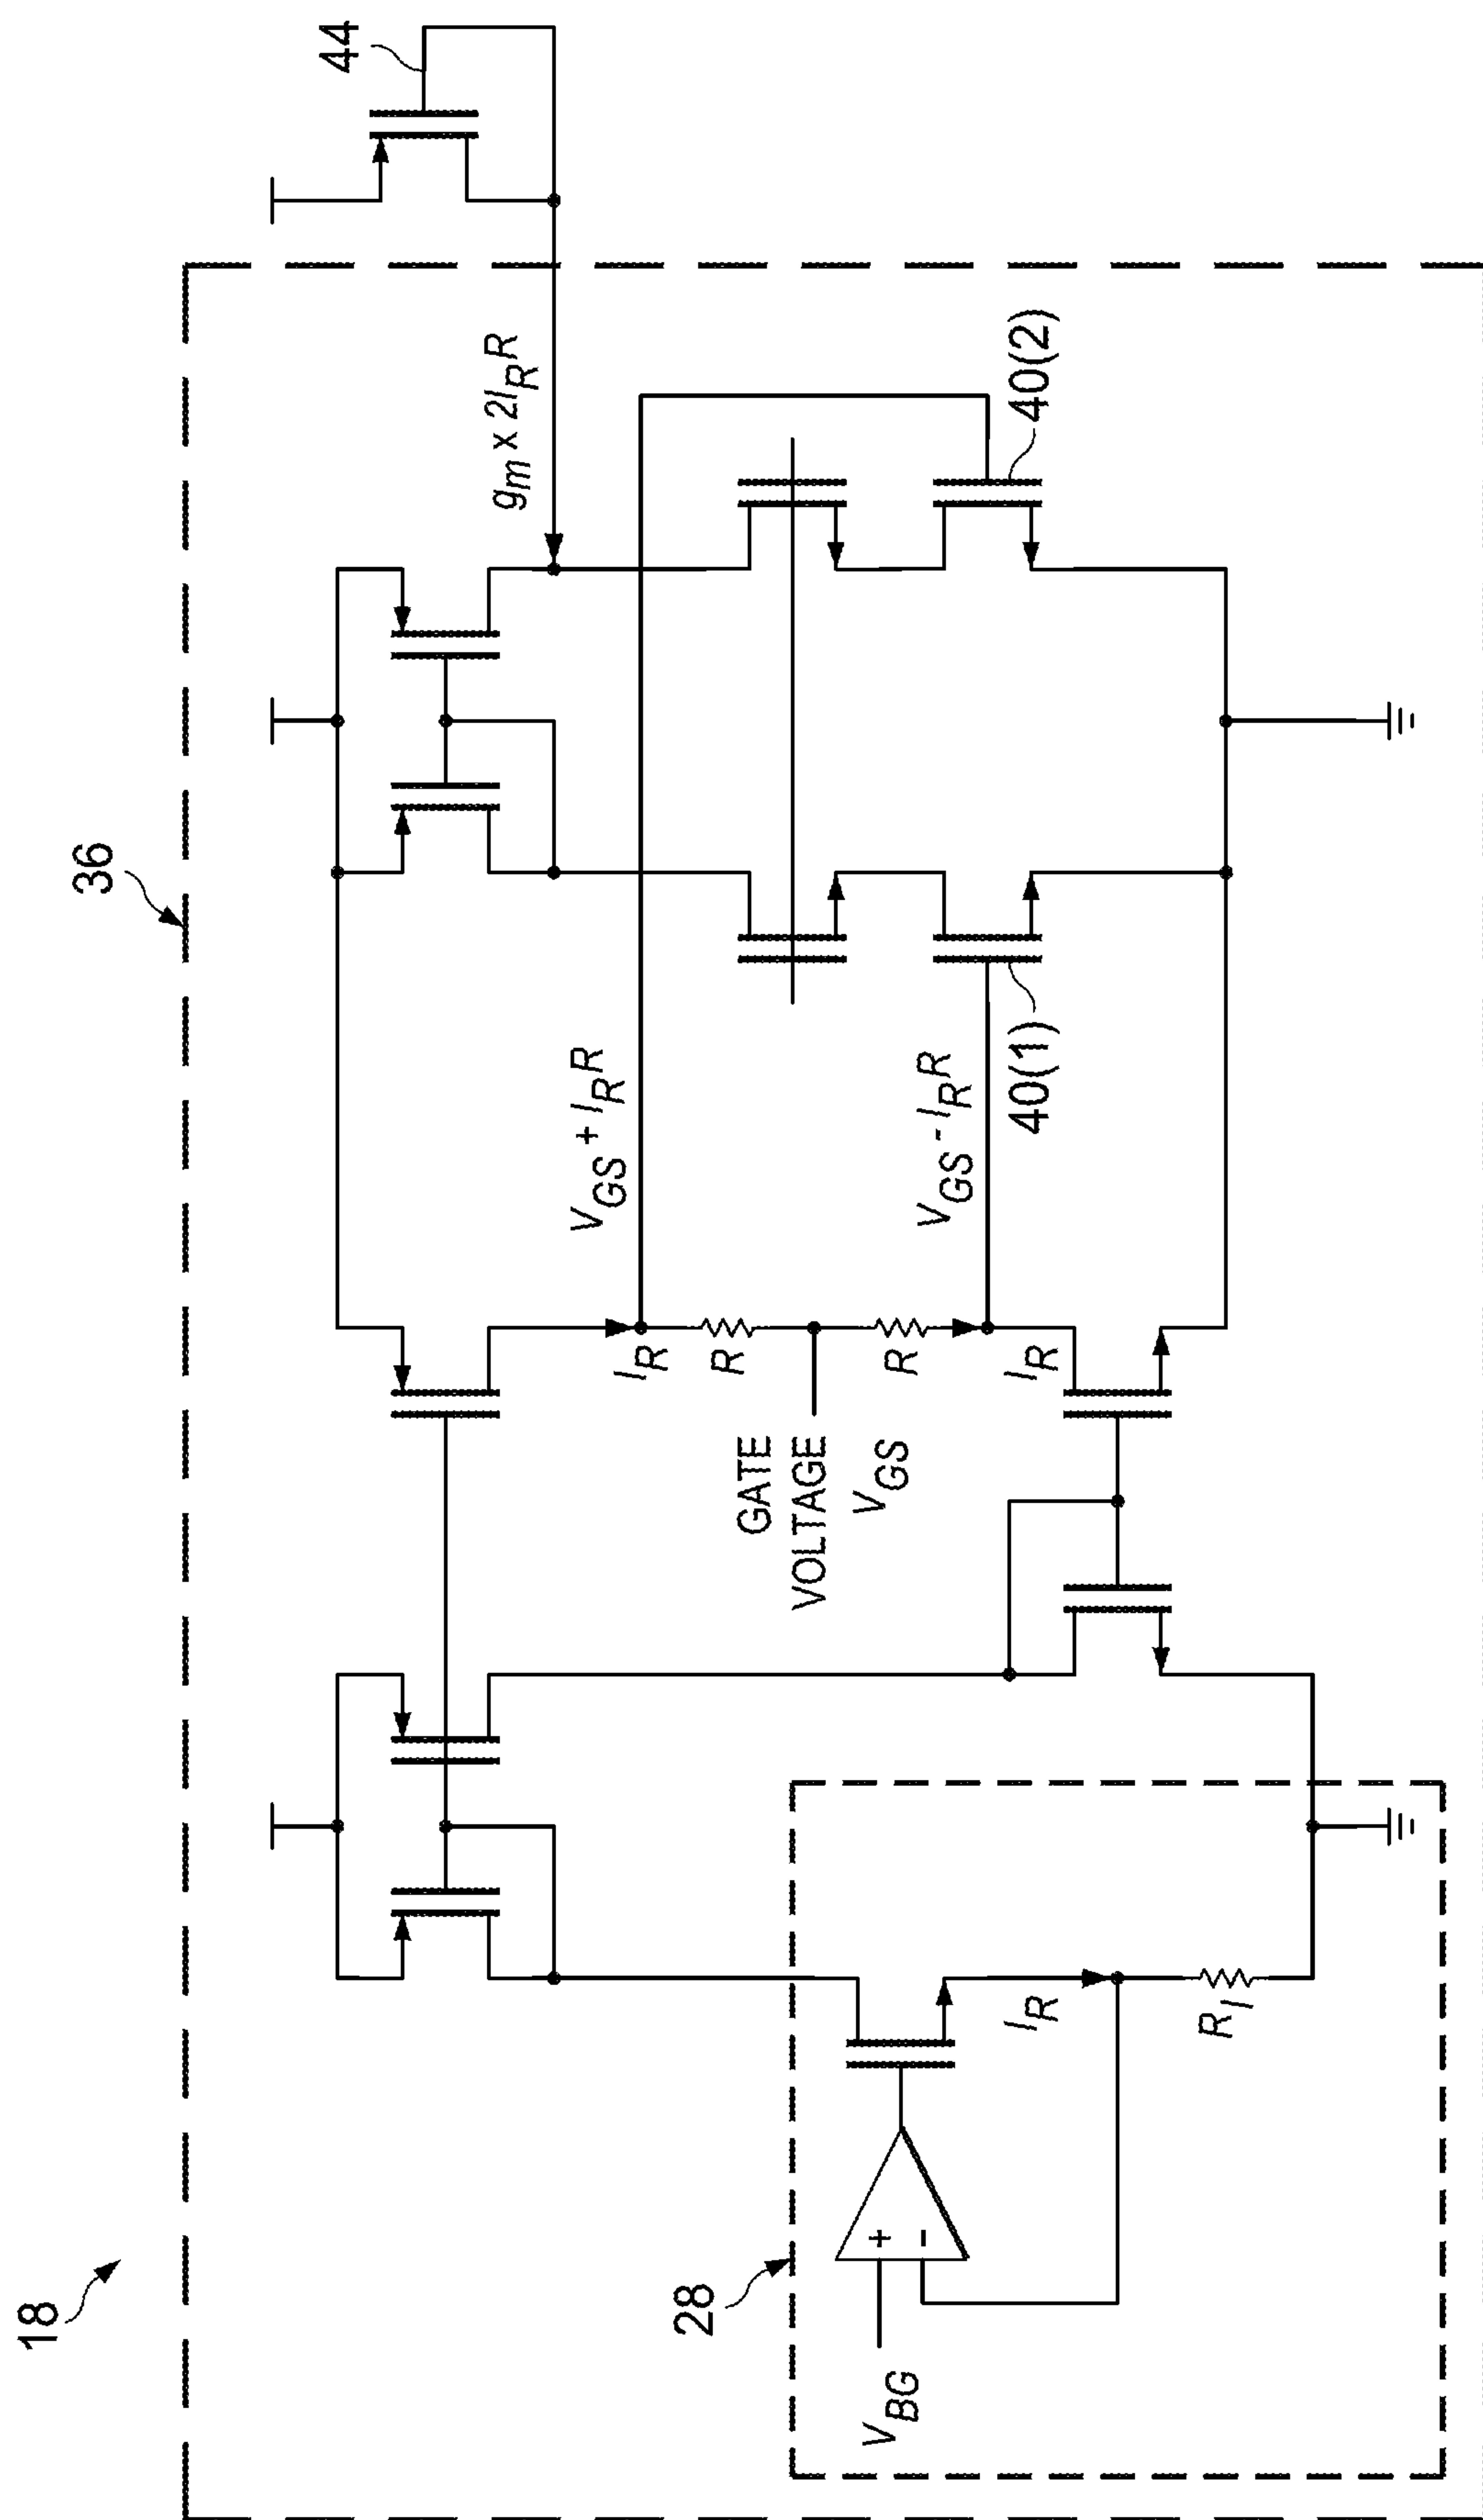 18
36
28
V_BG
+
-
I_R
R_I
GATE
VOLTAGE
V_GS
I_R
R
R
I_R
V_GS + I_R R
V_GS - I_R R
40(1)
40(2)
g_m x 2I_R R
44